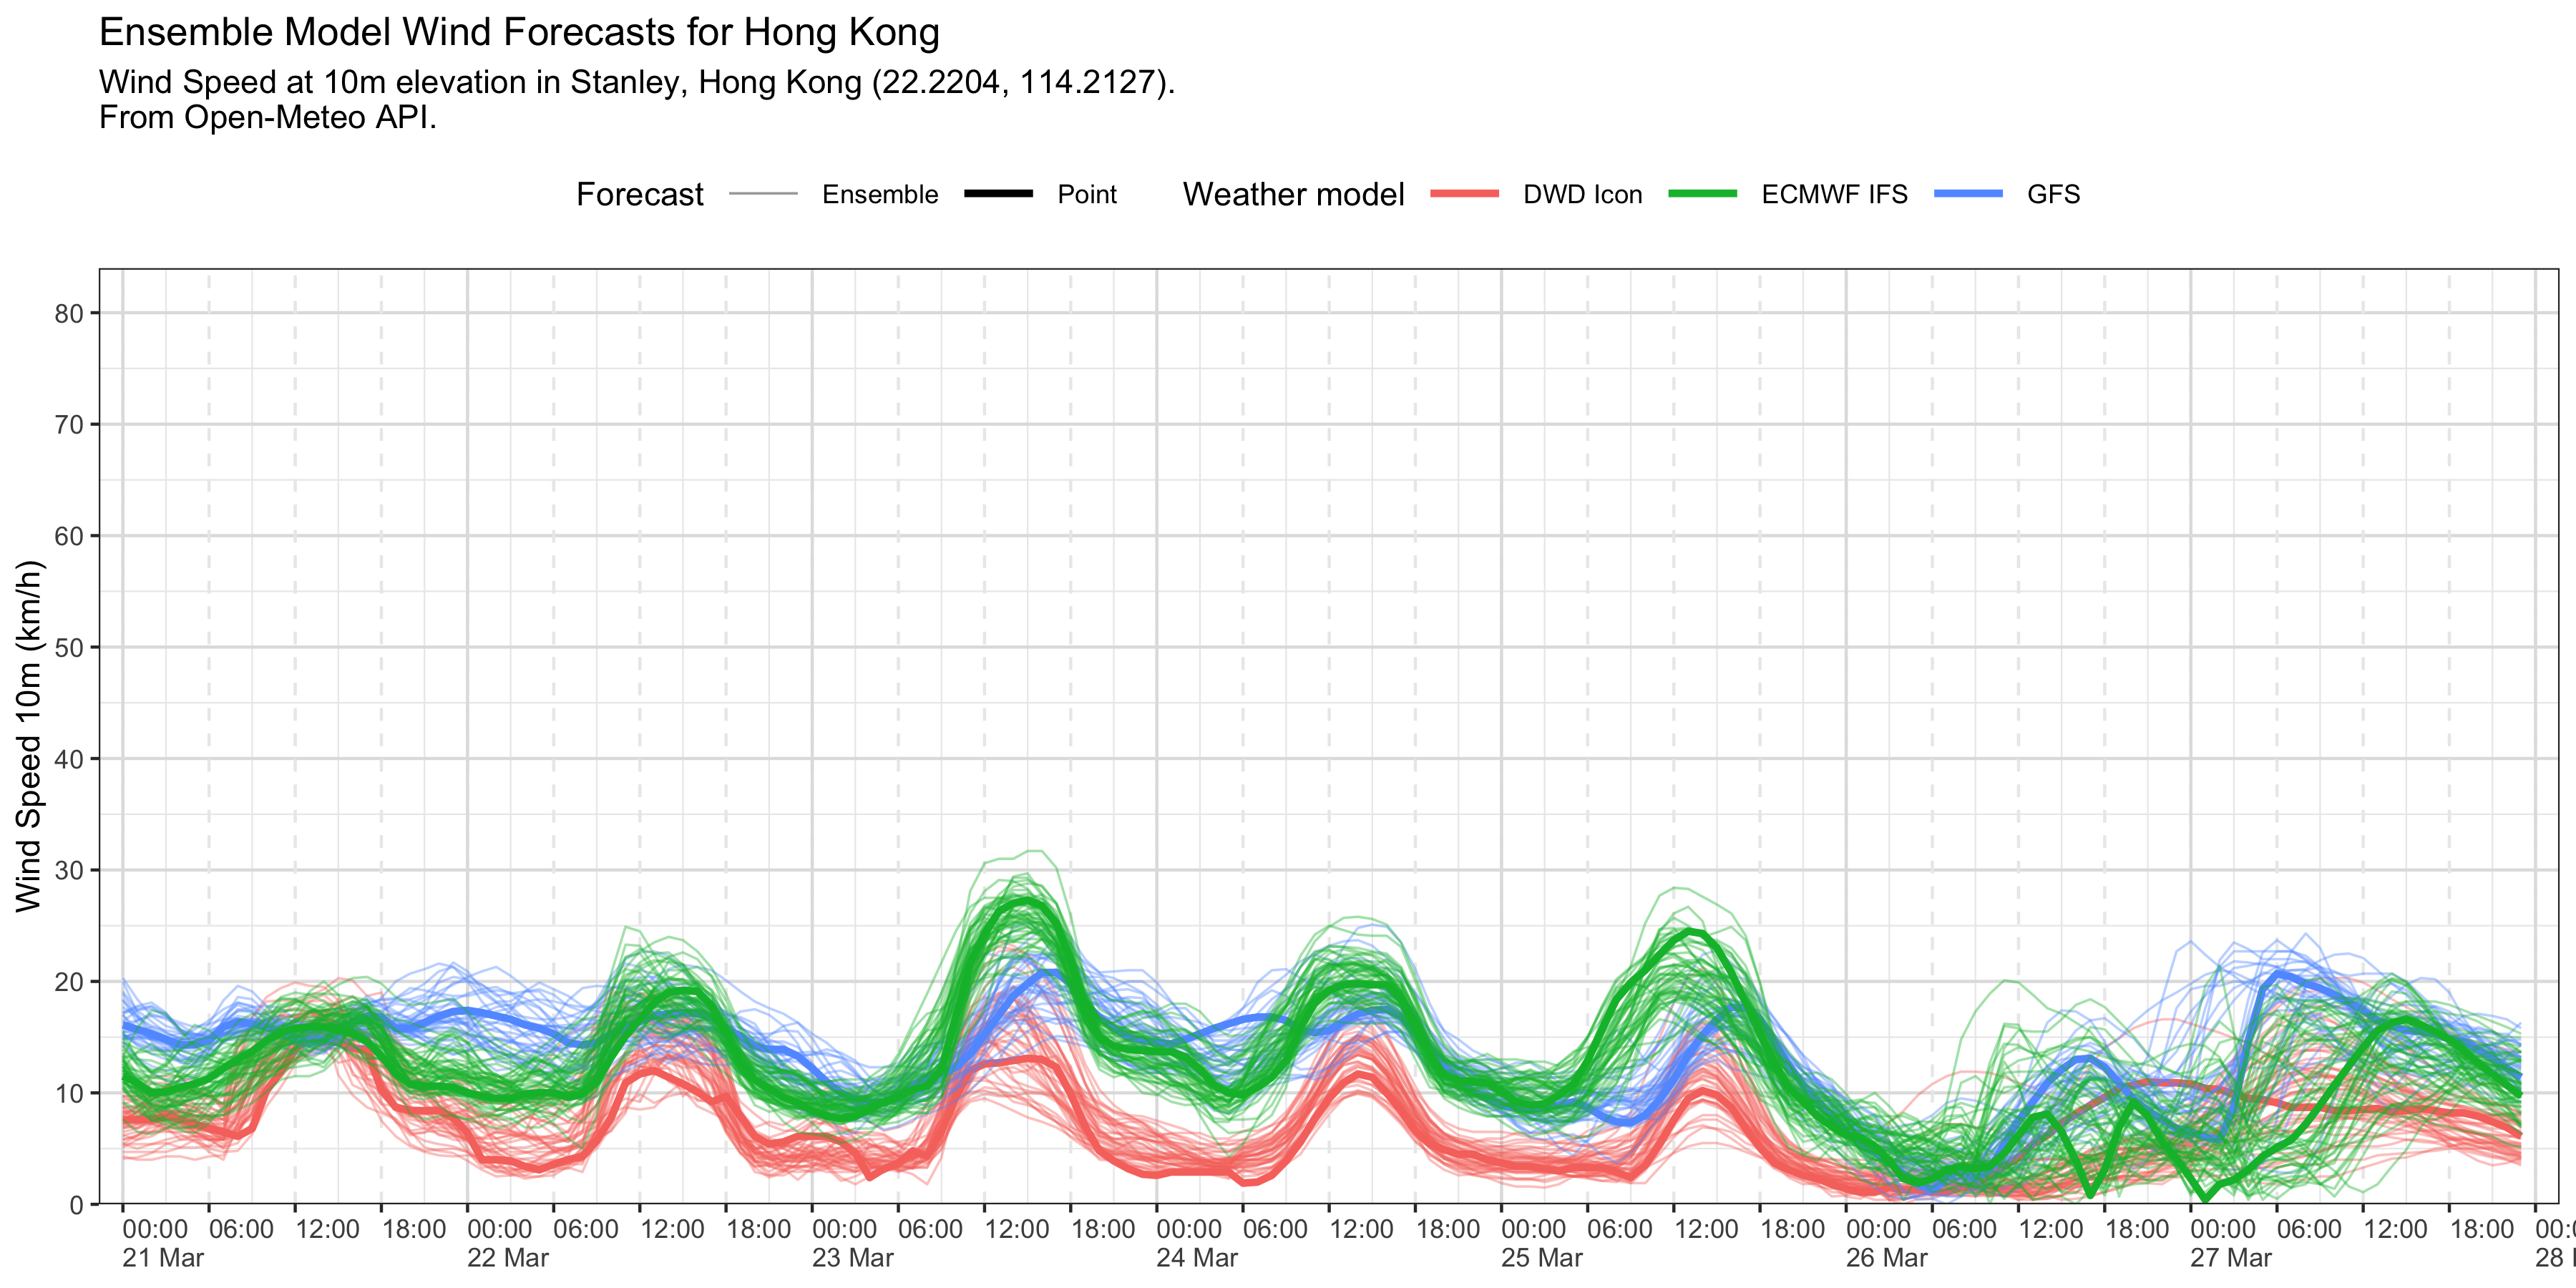 Ensemble Model Wind Forecasts for Hong Kong
Wind Speed at 10m elevation in Stanley, Hong Kong (22.2204, 114.2127).
From Open-Meteo API.
Forecast Ensemble Point Weather model DWD Icon ECMWF IFS GFS
Wind Speed 10m (km/h)
80
70
60
50
40
30
20
10
0
00:00 06:00 12:00 18:00 00:00 06:00 12:00 18:00 00:00 06:00 12:00 18:00 00:00 06:00 12:00 18:00 00:00 06:00 12:00 18:00 00:00 06:00 12:00 18:00 00:00 06:00 12:00 18:00
21 Mar 22 Mar 23 Mar 24 Mar 25 Mar 26 Mar 27 Mar 28